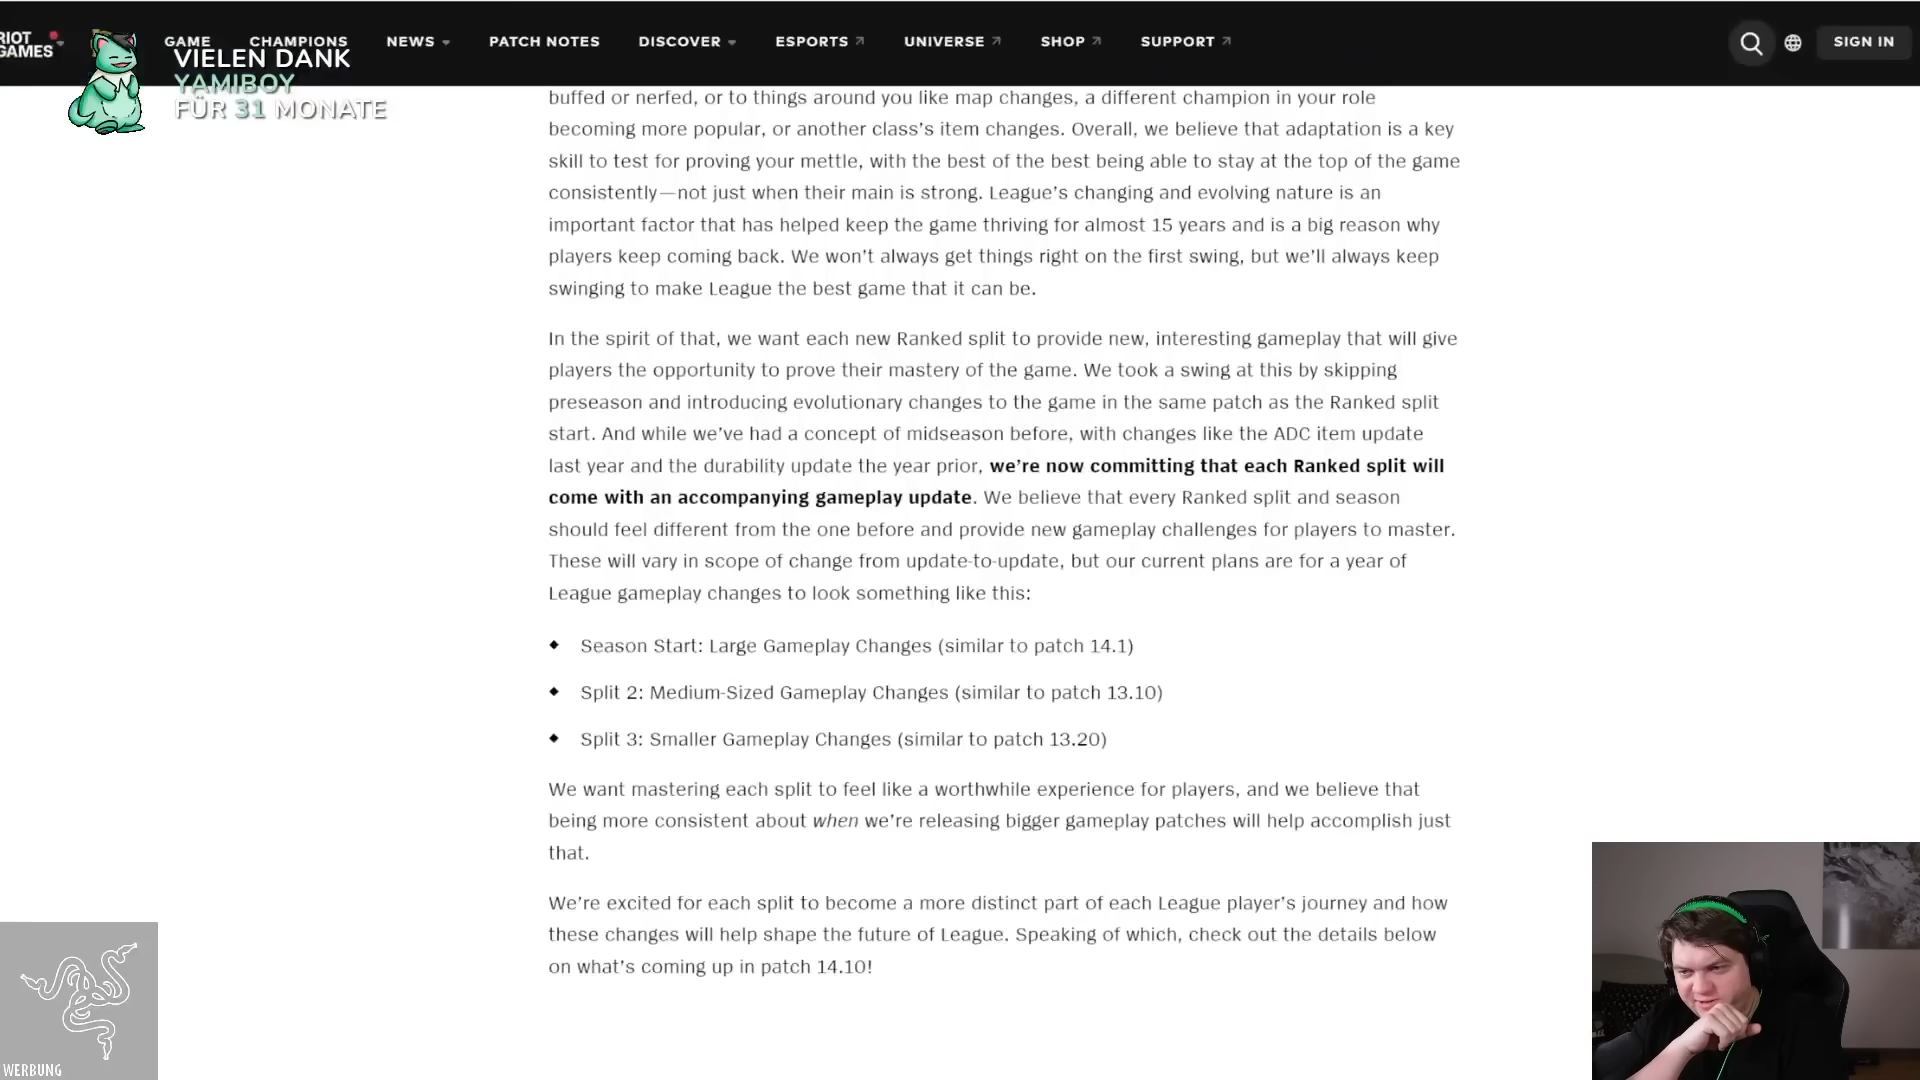 RIOT GAMES
GAME CHAMPIONS NEWS PATCH NOTES DISCOVER ESPORTS UNIVERSE SHOP SUPPORT SIGN IN
VIELEN DANK
YAMIBOY
FÜR 31 MONATE
buffed or nerfed, or to things around you like map changes, a different champion in your role
becoming more popular, or another class's item changes. Overall, we believe that adaptation is a key
skill to test for proving your mettle, with the best of the best being able to stay at the top of the game
consistently—not just when their main is strong. League's changing and evolving nature is an
important factor that has helped keep the game thriving for almost 15 years and is a big reason why
players keep coming back. We won't always get things right on the first swing, but we'll always keep
swinging to make League the best game that it can be.
In the spirit of that, we want each new Ranked split to provide new, interesting gameplay that will give
players the opportunity to prove their mastery of the game. We took a swing at this by skipping
preseason and introducing evolutionary changes to the game in the same patch as the Ranked split
start. And while we've had a concept of midseason before, with changes like the ADC item update
last year and the durability update the year prior, we're now committing that each Ranked split will
come with an accompanying gameplay update. We believe that every Ranked split and season
should feel different from the one before and provide new gameplay challenges for players to master.
These will vary in scope of change from update-to-update, but our current plans are for a year of
League gameplay changes to look something like this:
Season Start: Large Gameplay Changes (similar to patch 14.1)
Split 2: Medium-Sized Gameplay Changes (similar to patch 13.10)
Split 3: Smaller Gameplay Changes (similar to patch 13.20)
We want mastering each split to feel like a worthwhile experience for players, and we believe that
being more consistent about when we're releasing bigger gameplay patches will help accomplish just
that.
We're excited for each split to become a more distinct part of each League player's journey and how
these changes will help shape the future of League. Speaking of which, check out the details below
on what's coming up in patch 14.10!
WERBUNG